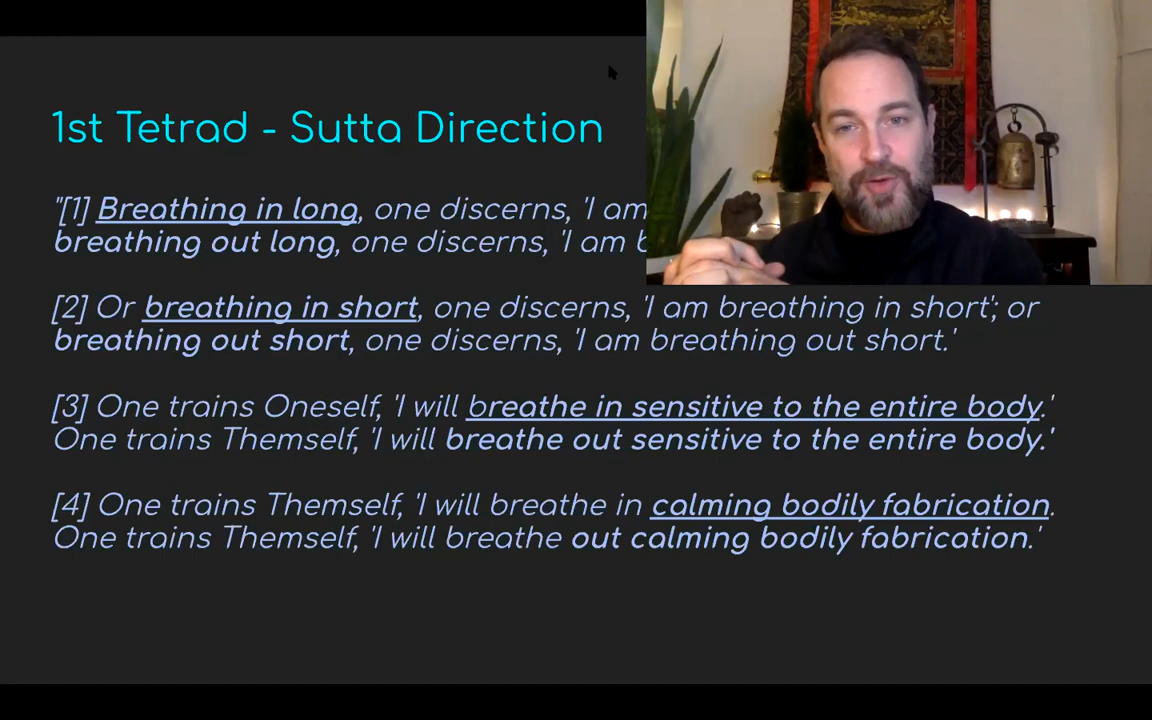 1st Tetrad - Sutta Direction
"[1] Breathing in long, one discerns, 'I am
breathing out long, one discerns, 'I am
[2] Or breathing in short, one discerns, 'I am breathing in short'; or
breathing out short, one discerns, 'I am breathing out short.'
[3] One trains Oneself, 'I will breathe in sensitive to the entire body.'
One trains Themself, 'I will breathe out sensitive to the entire body.'
[4] One trains Themself, 'I will breathe in calming bodily fabrication.
One trains Themself, 'I will breathe out calming bodily fabrication.'